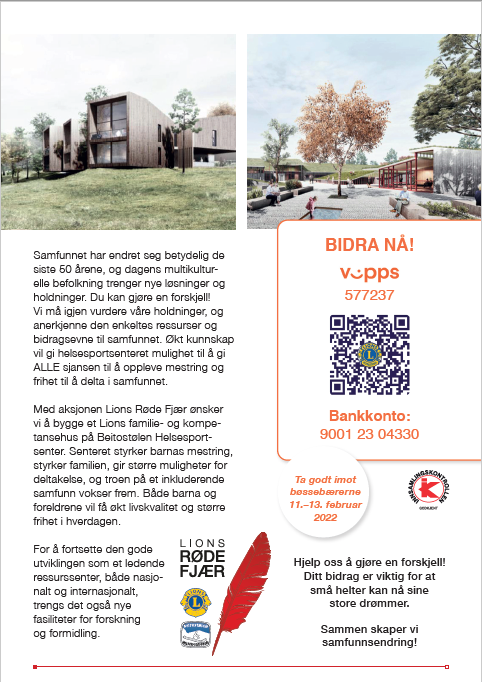 Samfunnet har endret seg betydelig de
siste 50 årene, og dagens multikultur-
elle befolkning trenger nye løsninger og
holdninger. Du kan gjøre en forskjell!
Vi må igjen vurdere våre holdninger, og
anerkjenne den enkeltes ressurser og
bidragsevne til samfunnet. Økt kunnskap
vil gi helsesportsenteret mulighet til å gi
ALLE sjansen til å oppleve mestring og
frihet til å delta i samfunnet.
Med aksjonen Lions Røde Fjær ønsker
vi å bygge et Lions familie- og kompe-
tansehus på Beitostølen Helsesport-
senter. Senteret styrker barnas mestring,
styrker familien, gir større muligheter for
deltakelse, og troen på et inkluderende
samfunn vokser frem. Både barna og
foreldrene vil få økt livskvalitet og større
frihet i hverdagen.
For å fortsette den gode
utviklingen som et ledende
ressurssenter, både nasjo-
nalt og internasjonalt,
trengs det også nye
fasiliteter for forskning
og formidling.
LIONS
RØDE
FJÆR
BIDRA NÅ!
vipps
577237
Bankkonto:
9001 23 04330
Ta godt imot
bøssebærerne
11.–13. februar
2022
INNSAMLINGSKONTROLLEN
GODKJENT
Hjelp oss å gjøre en forskjell!
Ditt bidrag er viktig for at
små helter kan nå sine
store drømmer.
Sammen skaper vi
samfunnsendring!